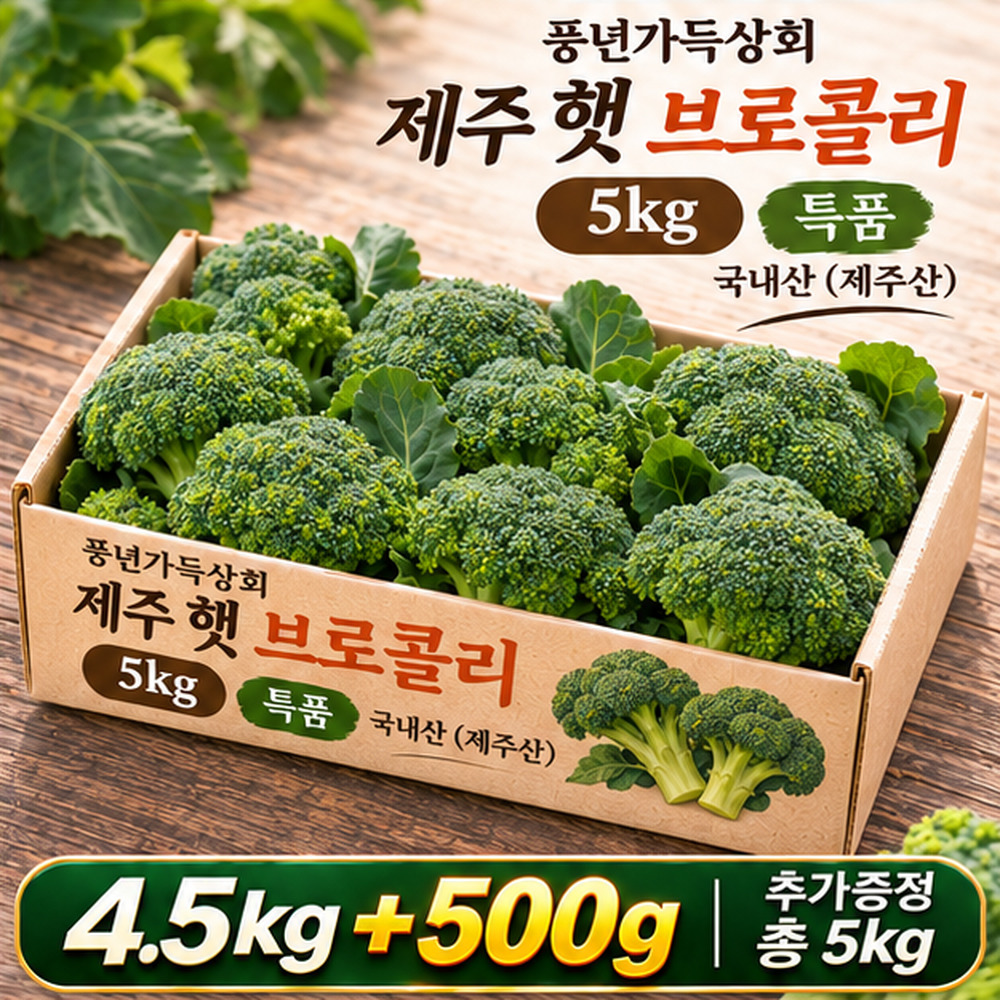 풍년가득상회
제주 햇 브로콜리
5kg 특품
국내산 (제주산)
풍년가득상회
제주 햇 브로콜리
5kg 특품 국내산 (제주산)
4.5kg+500g
추가증정
총 5kg